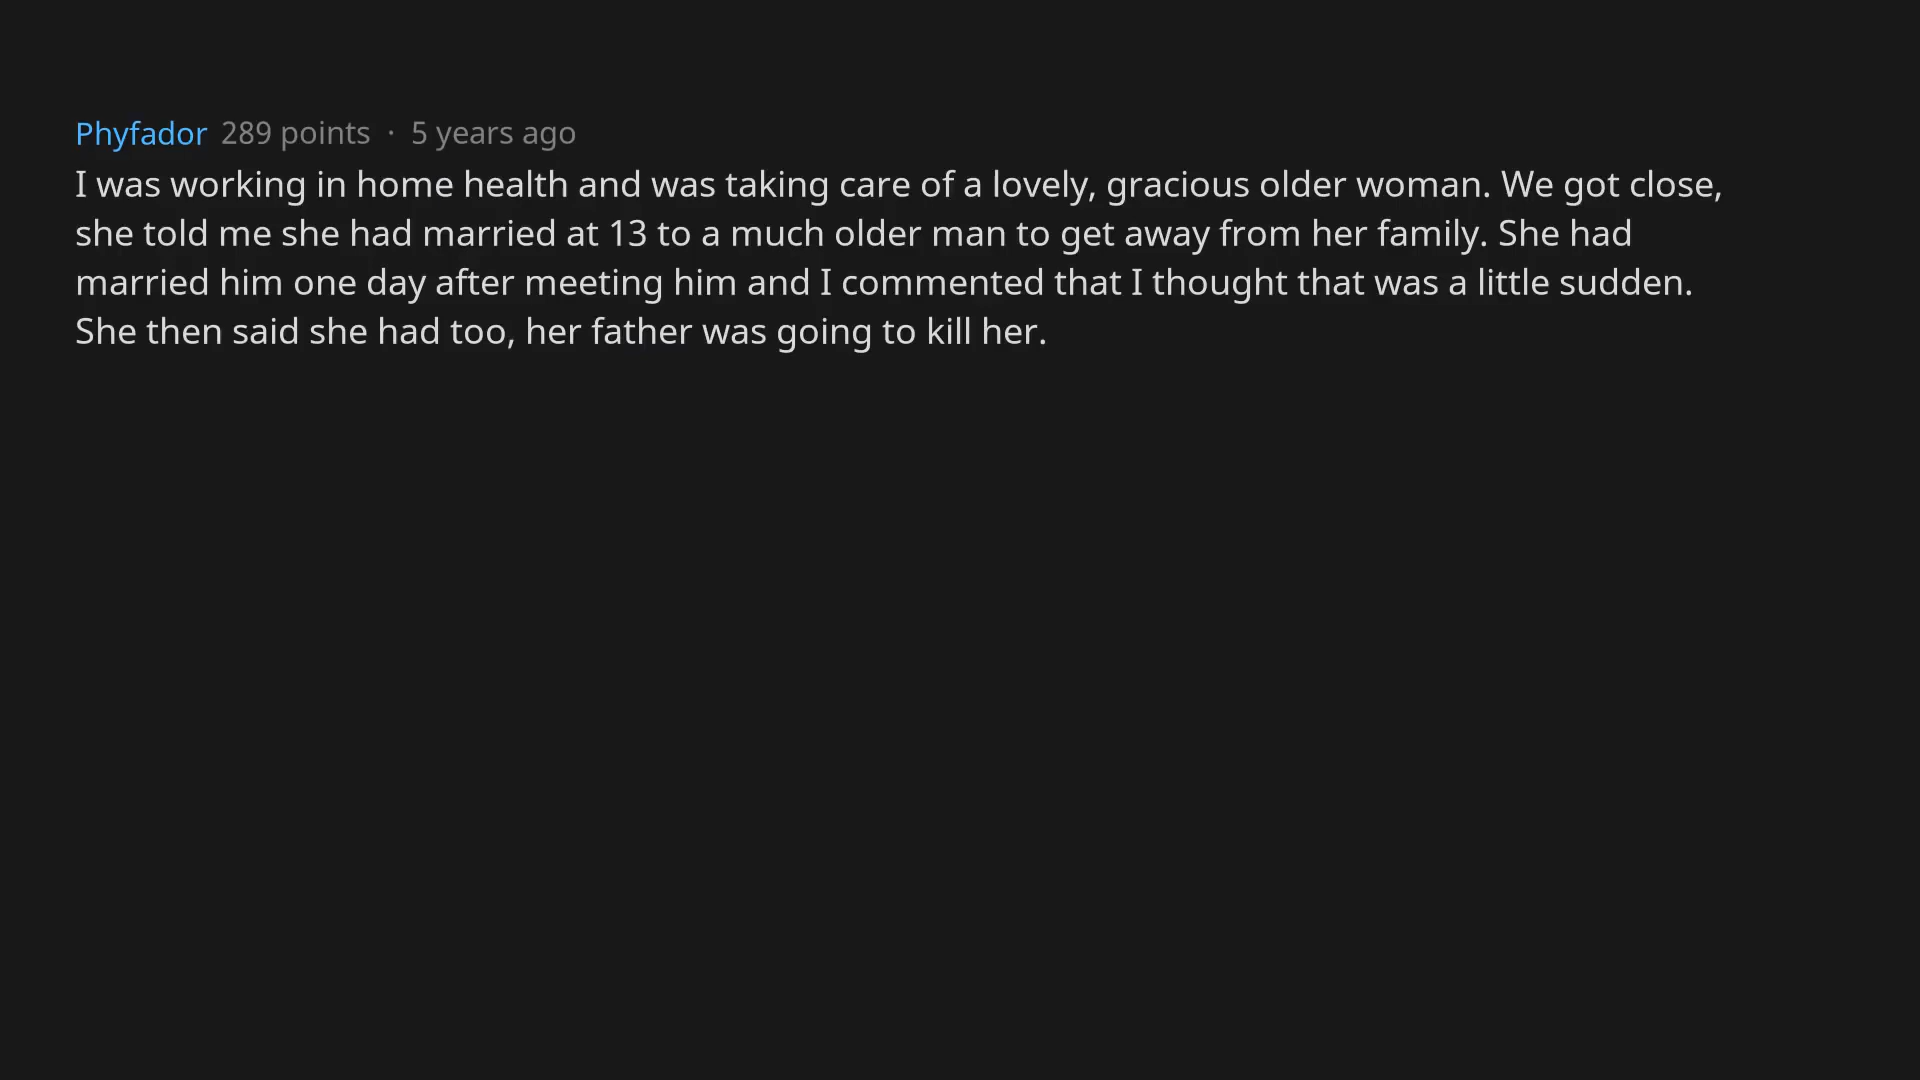 Phyfador 289 points · 5 years ago
I was working in home health and was taking care of a lovely, gracious older woman. We got close,
she told me she had married at 13 to a much older man to get away from her family. She had
married him one day after meeting him and I commented that I thought that was a little sudden.
She then said she had too, her father was going to kill her.